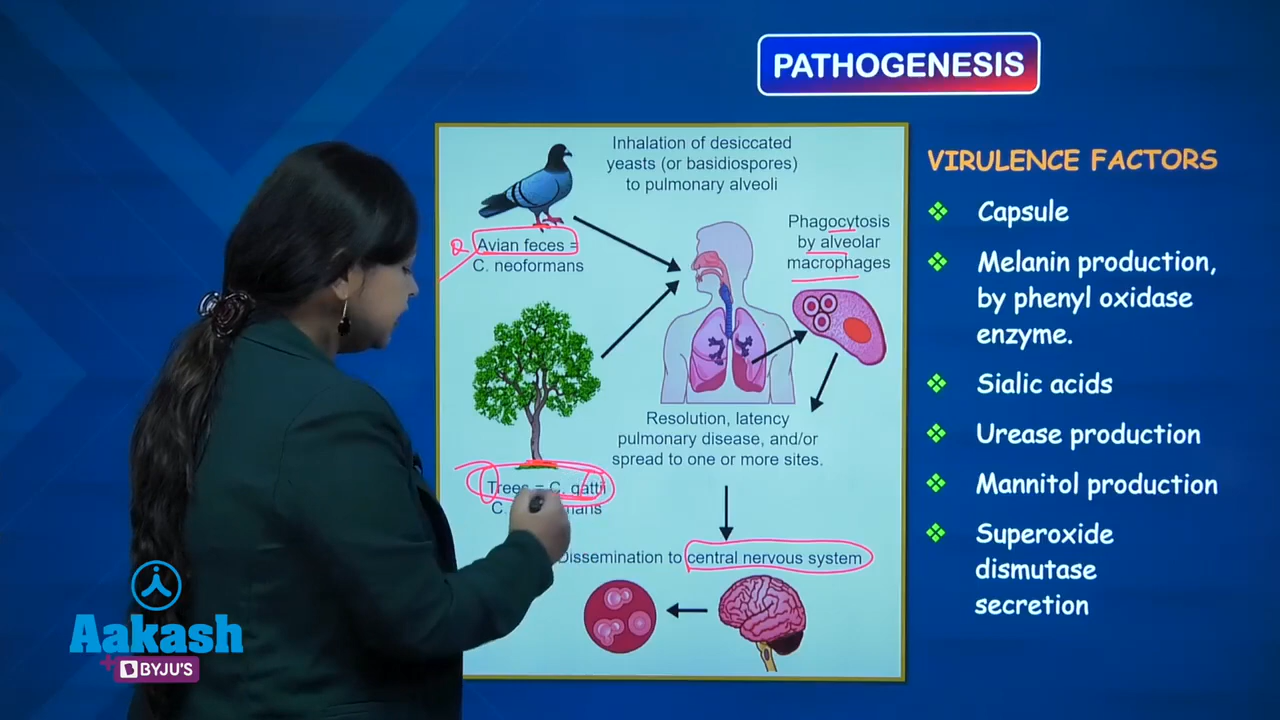 PATHOGENESIS
Inhalation of desiccated
yeasts (or basidiospores)
to pulmonary alveoli
Avian feces =
C. neoformans
Phagocytosis
by alveolar
macrophages
Resolution, latency
pulmonary disease, and/or
spread to one or more sites.
Trees = C. gattii
C.
Dissemination to central nervous system
VIRULENCE FACTORS
Capsule
Melanin production,
by phenyl oxidase
enzyme.
Sialic acids
Urease production
Mannitol production
Superoxide
dismutase
secretion
Aakash
+ BYJU'S